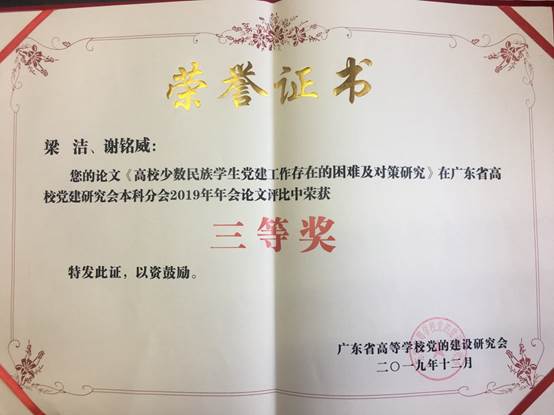 荣誉证书
梁 洁、谢铭威：
您的论文《高校少数民族学生党建工作存在的困难及对策研究》在广东省高
校党建研究会本科分会2019年年会论文评比中荣获
三等奖
特发此证，以资鼓励。
广东省高等学校党的建设研究会
二〇一九年十二月